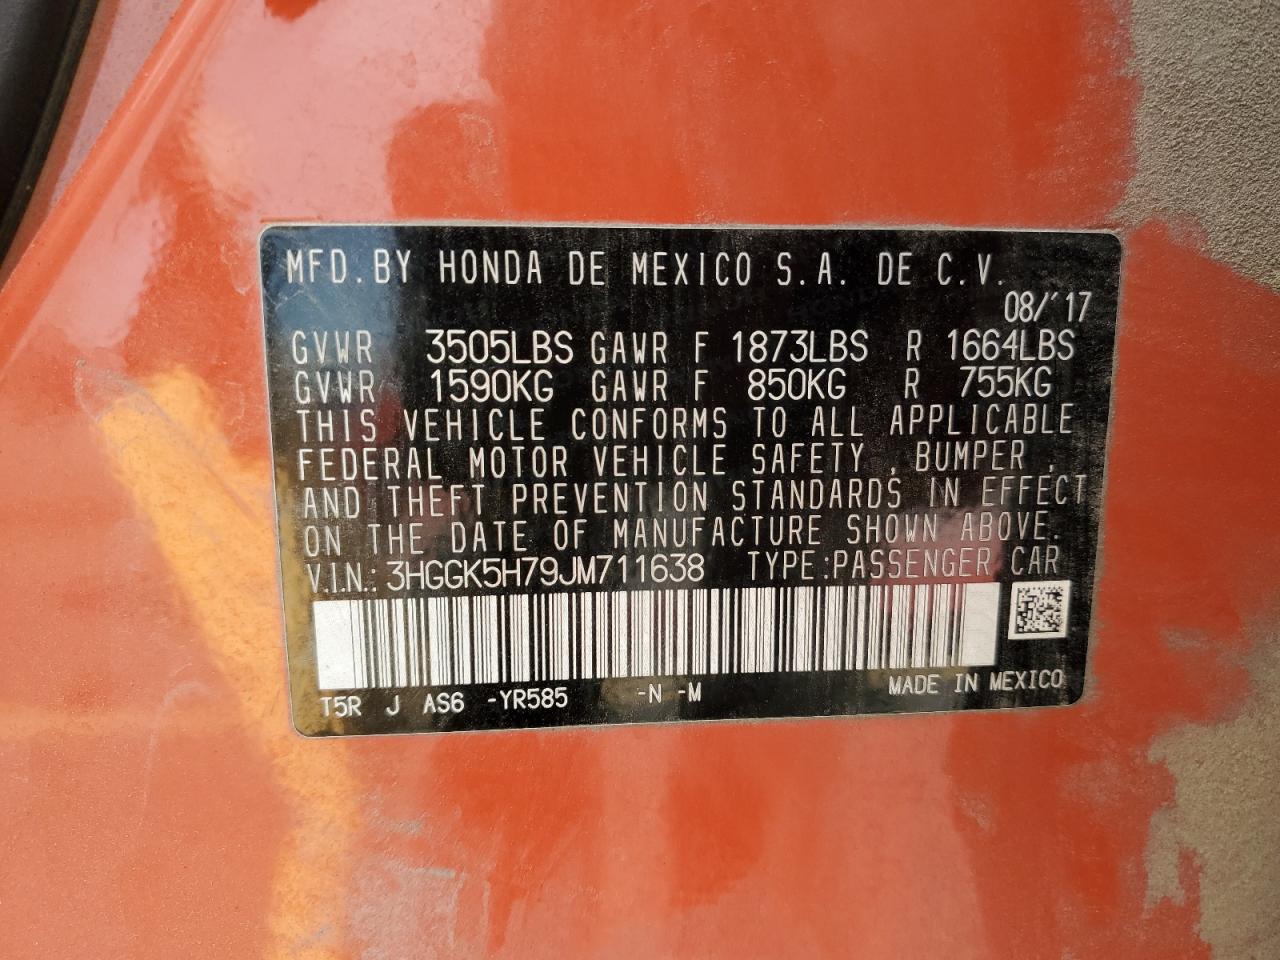 MFD.BY HONDA DE MEXICO S.A. DE C.V.
08/'17
GVWR 3505LBS GAWR F 1873LBS R 1664LBS
GVWR 1590KG GAWR F 850KG R 755KG
THIS VEHICLE CONFORMS TO ALL APPLICABLE
FEDERAL MOTOR VEHICLE SAFETY , BUMPER ,
AND THEFT PREVENTION STANDARDS IN EFFECT
ON THE DATE OF MANUFACTURE SHOWN ABOVE.
V.I.N.: 3HGGK5H79JM711638 TYPE:PASSENGER CAR
T5R J AS6 -YR585 -N -M MADE IN MEXICO